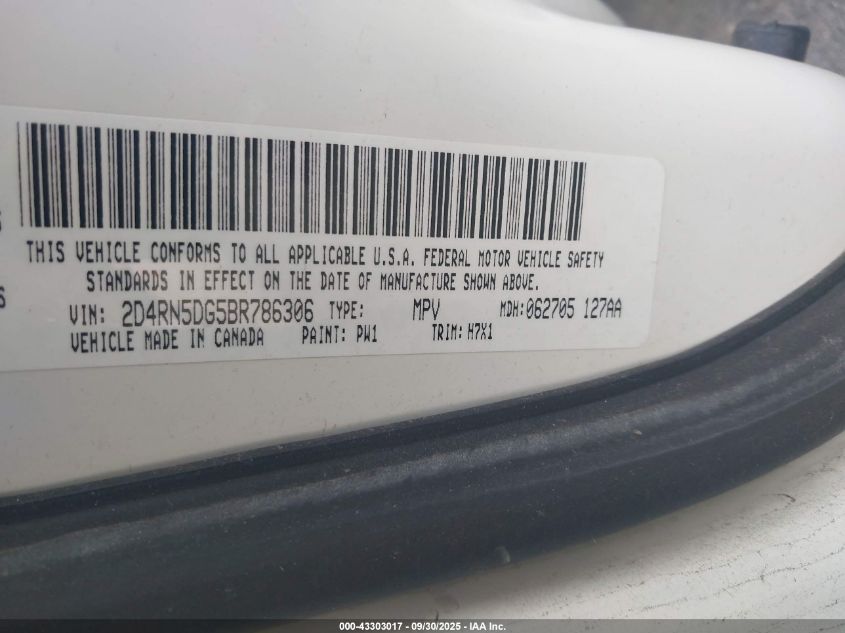 THIS VEHICLE CONFORMS TO ALL APPLICABLE U.S.A. FEDERAL MOTOR VEHICLE SAFETY
STANDARDS IN EFFECT ON THE DATE OF MANUFACTURE SHOWN ABOVE.
VIN: 2D4RN5DG5BR786306 TYPE: MPV MDH: 062705 127AA
VEHICLE MADE IN CANADA PAINT: PW1 TRIM: H7X1
000-43303017 - 09/30/2025 - IAA Inc.